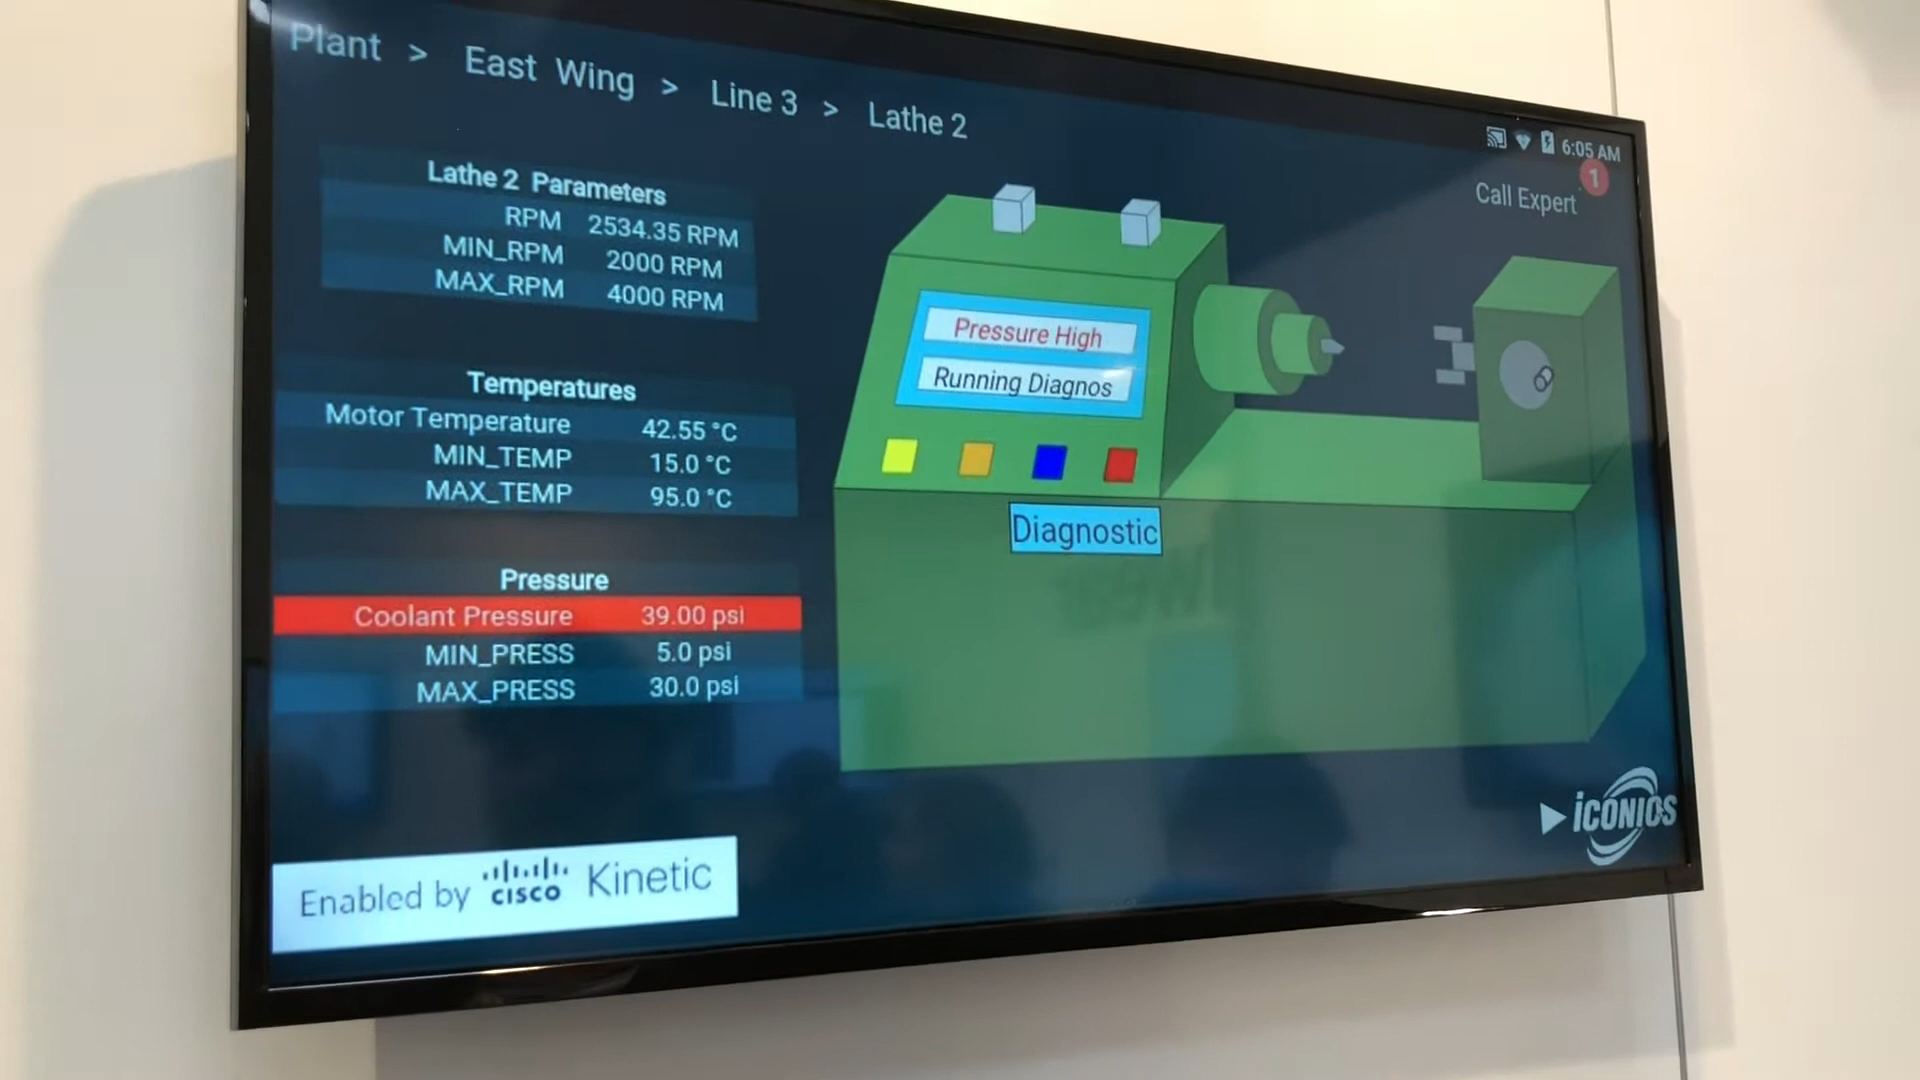 Plant > East Wing > Line 3 > Lathe 2
6:05 AM
1
Call Expert
Lathe 2 Parameters
RPM 2534.35 RPM
MIN_RPM 2000 RPM
MAX_RPM 4000 RPM
Temperatures
Motor Temperature 42.55 °C
MIN_TEMP 15.0 °C
MAX_TEMP 95.0 °C
Pressure
Coolant Pressure 39.00 psi
MIN_PRESS 5.0 psi
MAX_PRESS 30.0 psi
Pressure High
Running Diagnos
Diagnostic
Enabled by CISCO Kinetic
ICONICS